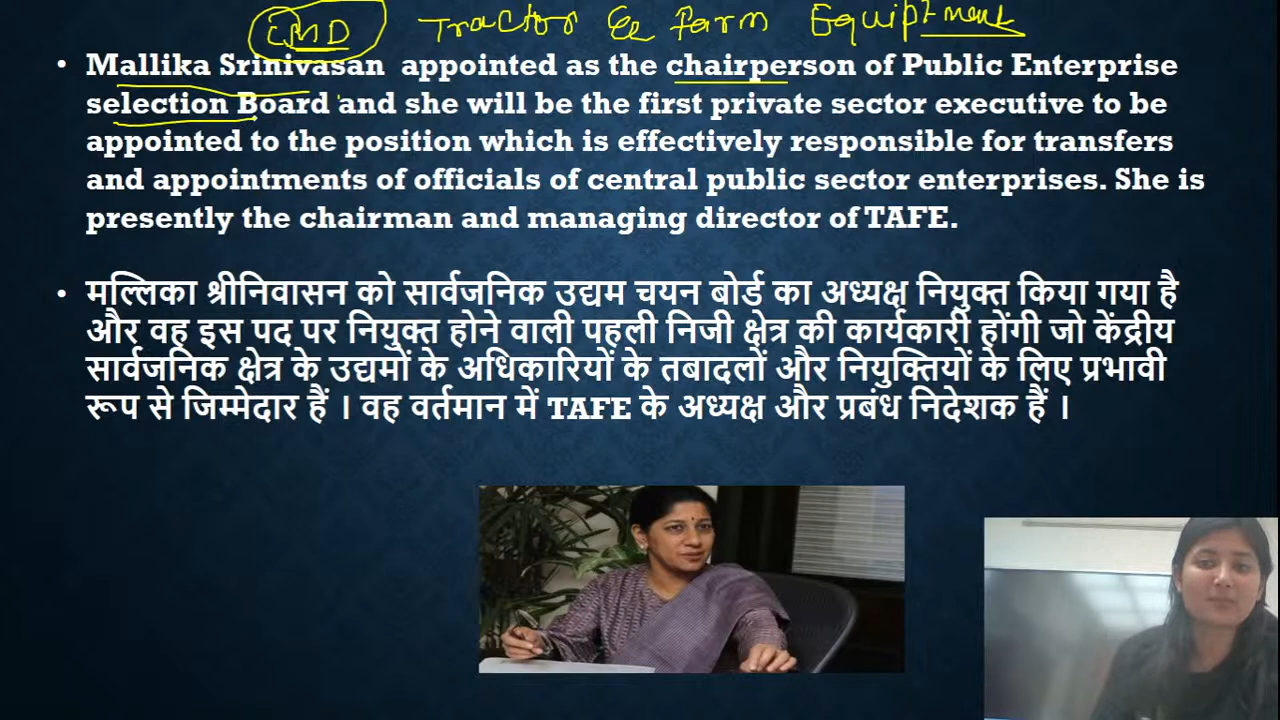 CMD Tractor & Farm Equiptment
• Mallika Srinivasan appointed as the chairperson of Public Enterprise
selection Board and she will be the first private sector executive to be
appointed to the position which is effectively responsible for transfers
and appointments of officials of central public sector enterprises. She is
presently the chairman and managing director of TAFE.
• मल्लिका श्रीनिवासन को सार्वजनिक उद्यम चयन बोर्ड का अध्यक्ष नियुक्त किया गया है
और वह इस पद पर नियुक्त होने वाली पहली निजी क्षेत्र की कार्यकारी होंगी जो केंद्रीय
सार्वजनिक क्षेत्र के उद्यमों के अधिकारियों के तबादलों और नियुक्तियों के लिए प्रभावी
रूप से जिम्मेदार हैं । वह वर्तमान में TAFE के अध्यक्ष और प्रबंध निदेशक हैं ।